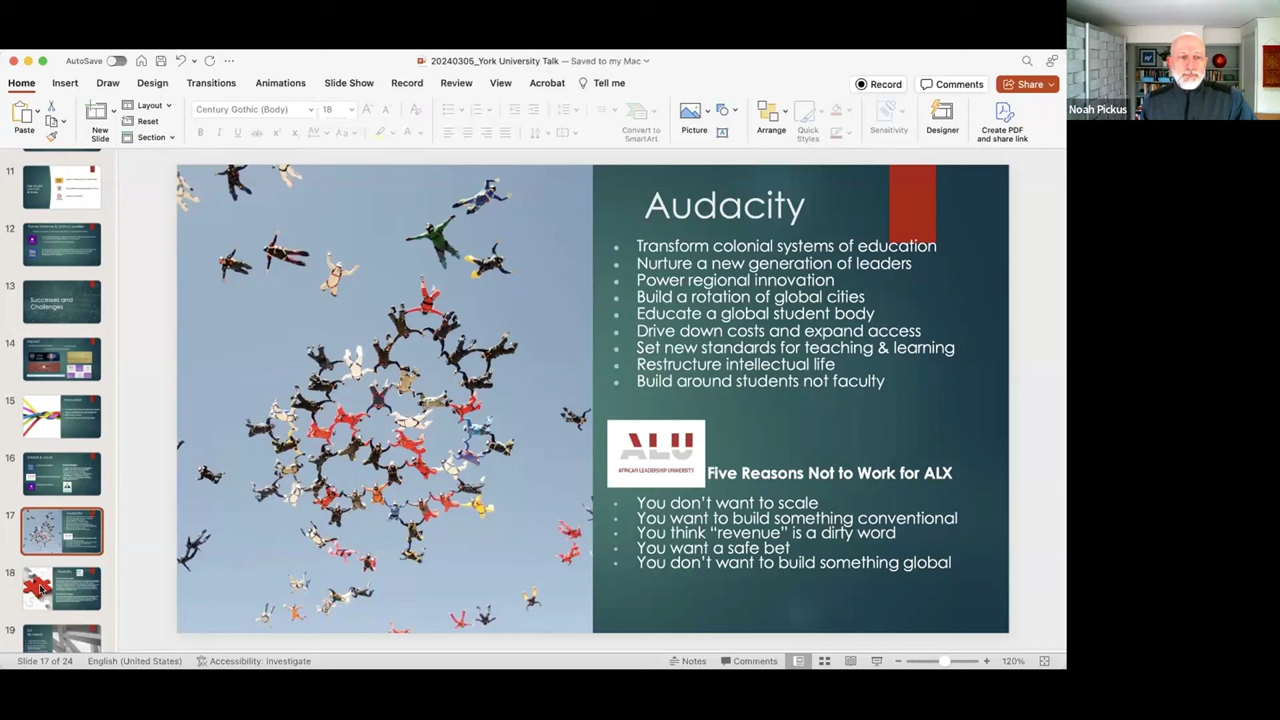 AutoSave
20240305_York University Talk — Saved to my Mac
Home Insert Draw Design Transitions Animations Slide Show Record Review View Acrobat Tell me
Record Comments Share
Paste
New Slide
Layout
Reset
Section
Century Gothic (Body) 18
Convert to SmartArt
Picture
Arrange
Quick Styles
Sensitivity
Designer
Create PDF and share link
Noah Pickus
11
12
13
Successes and Challenges
14
15
16
17
18
19
Audacity
Transform colonial systems of education
Nurture a new generation of leaders
Power regional innovation
Build a rotation of global cities
Educate a global student body
Drive down costs and expand access
Set new standards for teaching & learning
Restructure intellectual life
Build around students not faculty
ALU
AFRICAN LEADERSHIP UNIVERSITY
Five Reasons Not to Work for ALX
You don't want to scale
You want to build something conventional
You think "revenue" is a dirty word
You want a safe bet
You don't want to build something global
Slide 17 of 24 English (United States) Accessibility: Investigate
Notes Comments 120%